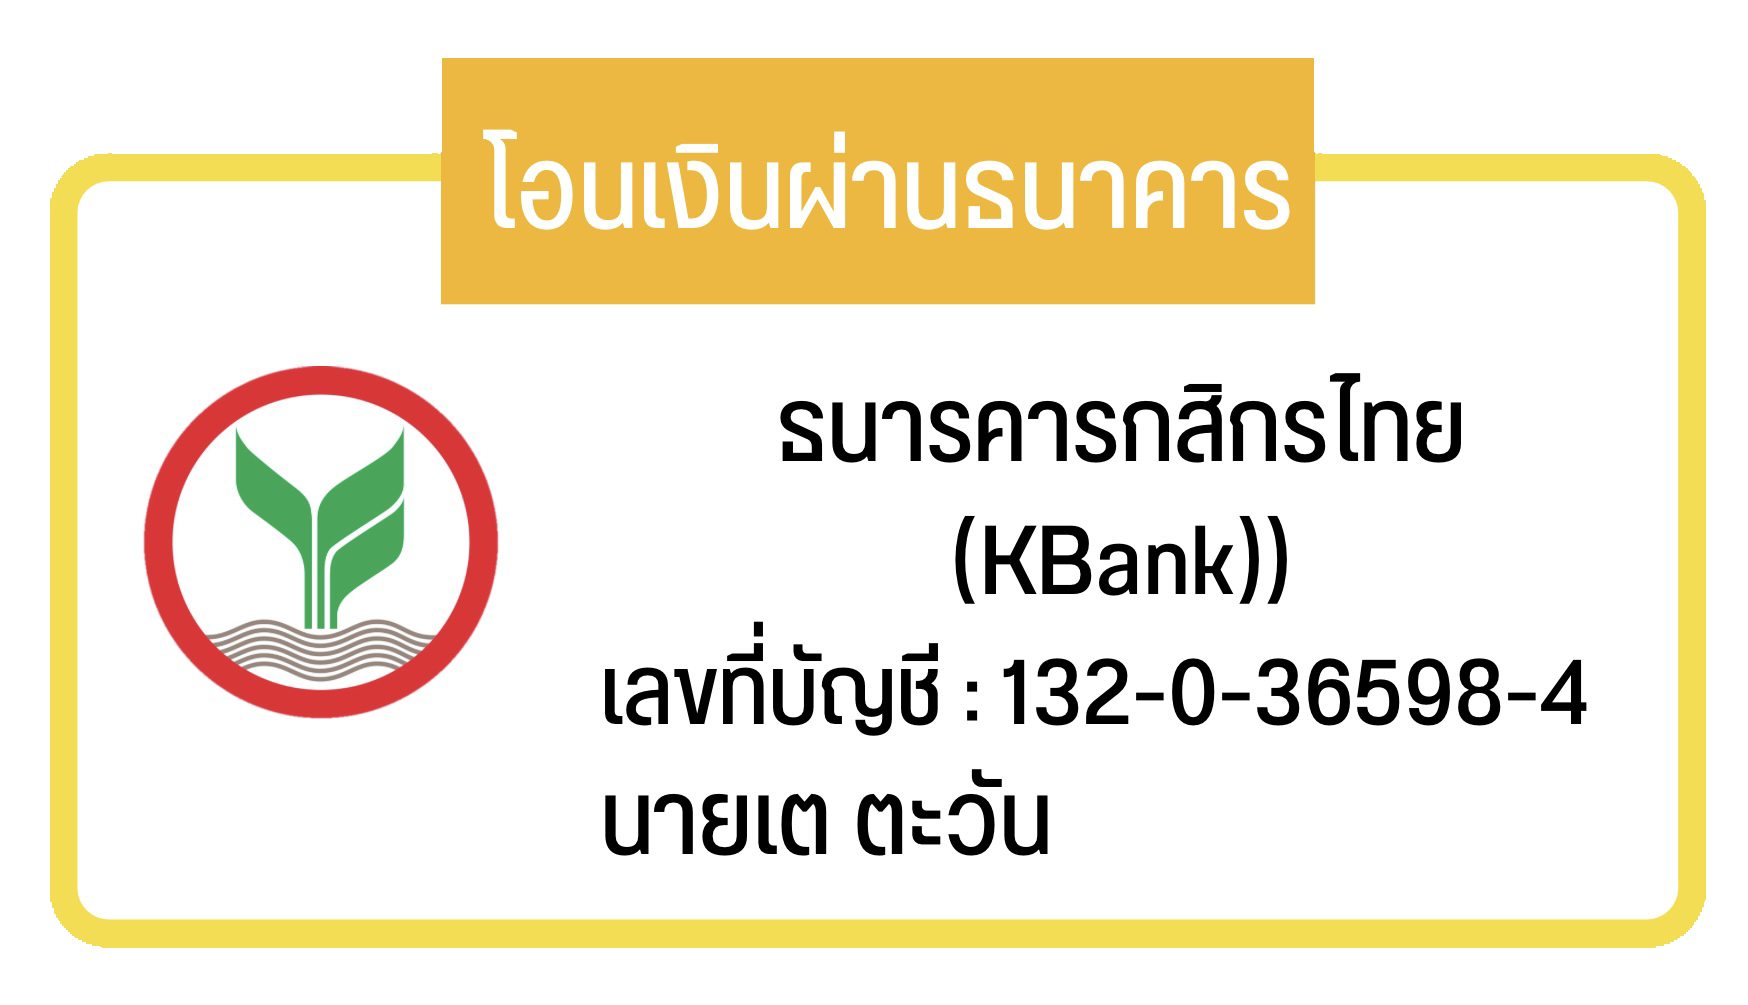 โอนเงินผ่านธนาคาร
ธนารคารกสิกรไทย
(KBank))
เลขที่บัญชี : 132-0-36598-4
นายเต ตะวัน